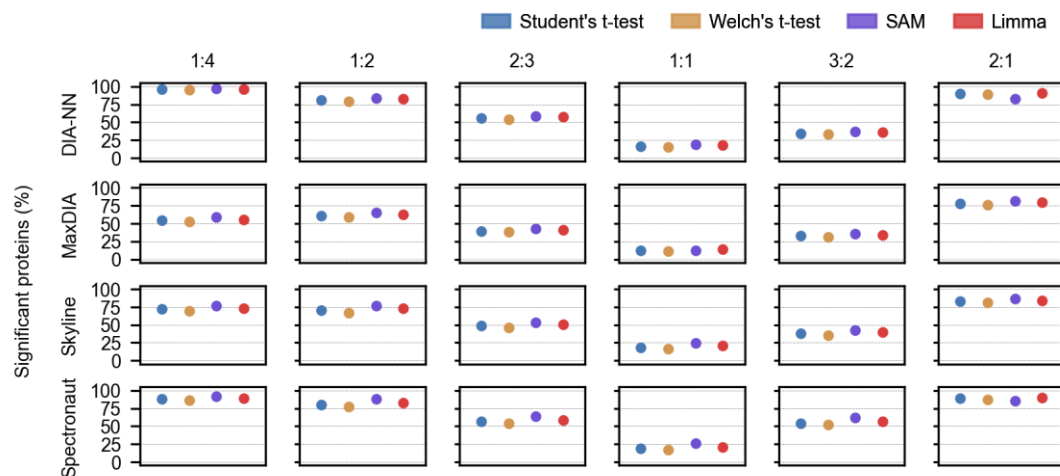 Student's t-test Welch's t-test SAM Limma
1:4 1:2 2:3 1:1 3:2 2:1
Significant proteins (%)
DIA-NN
100
75
50
25
0
MaxDIA
100
75
50
25
0
Skyline
100
75
50
25
0
Spectronaut
100
75
50
25
0